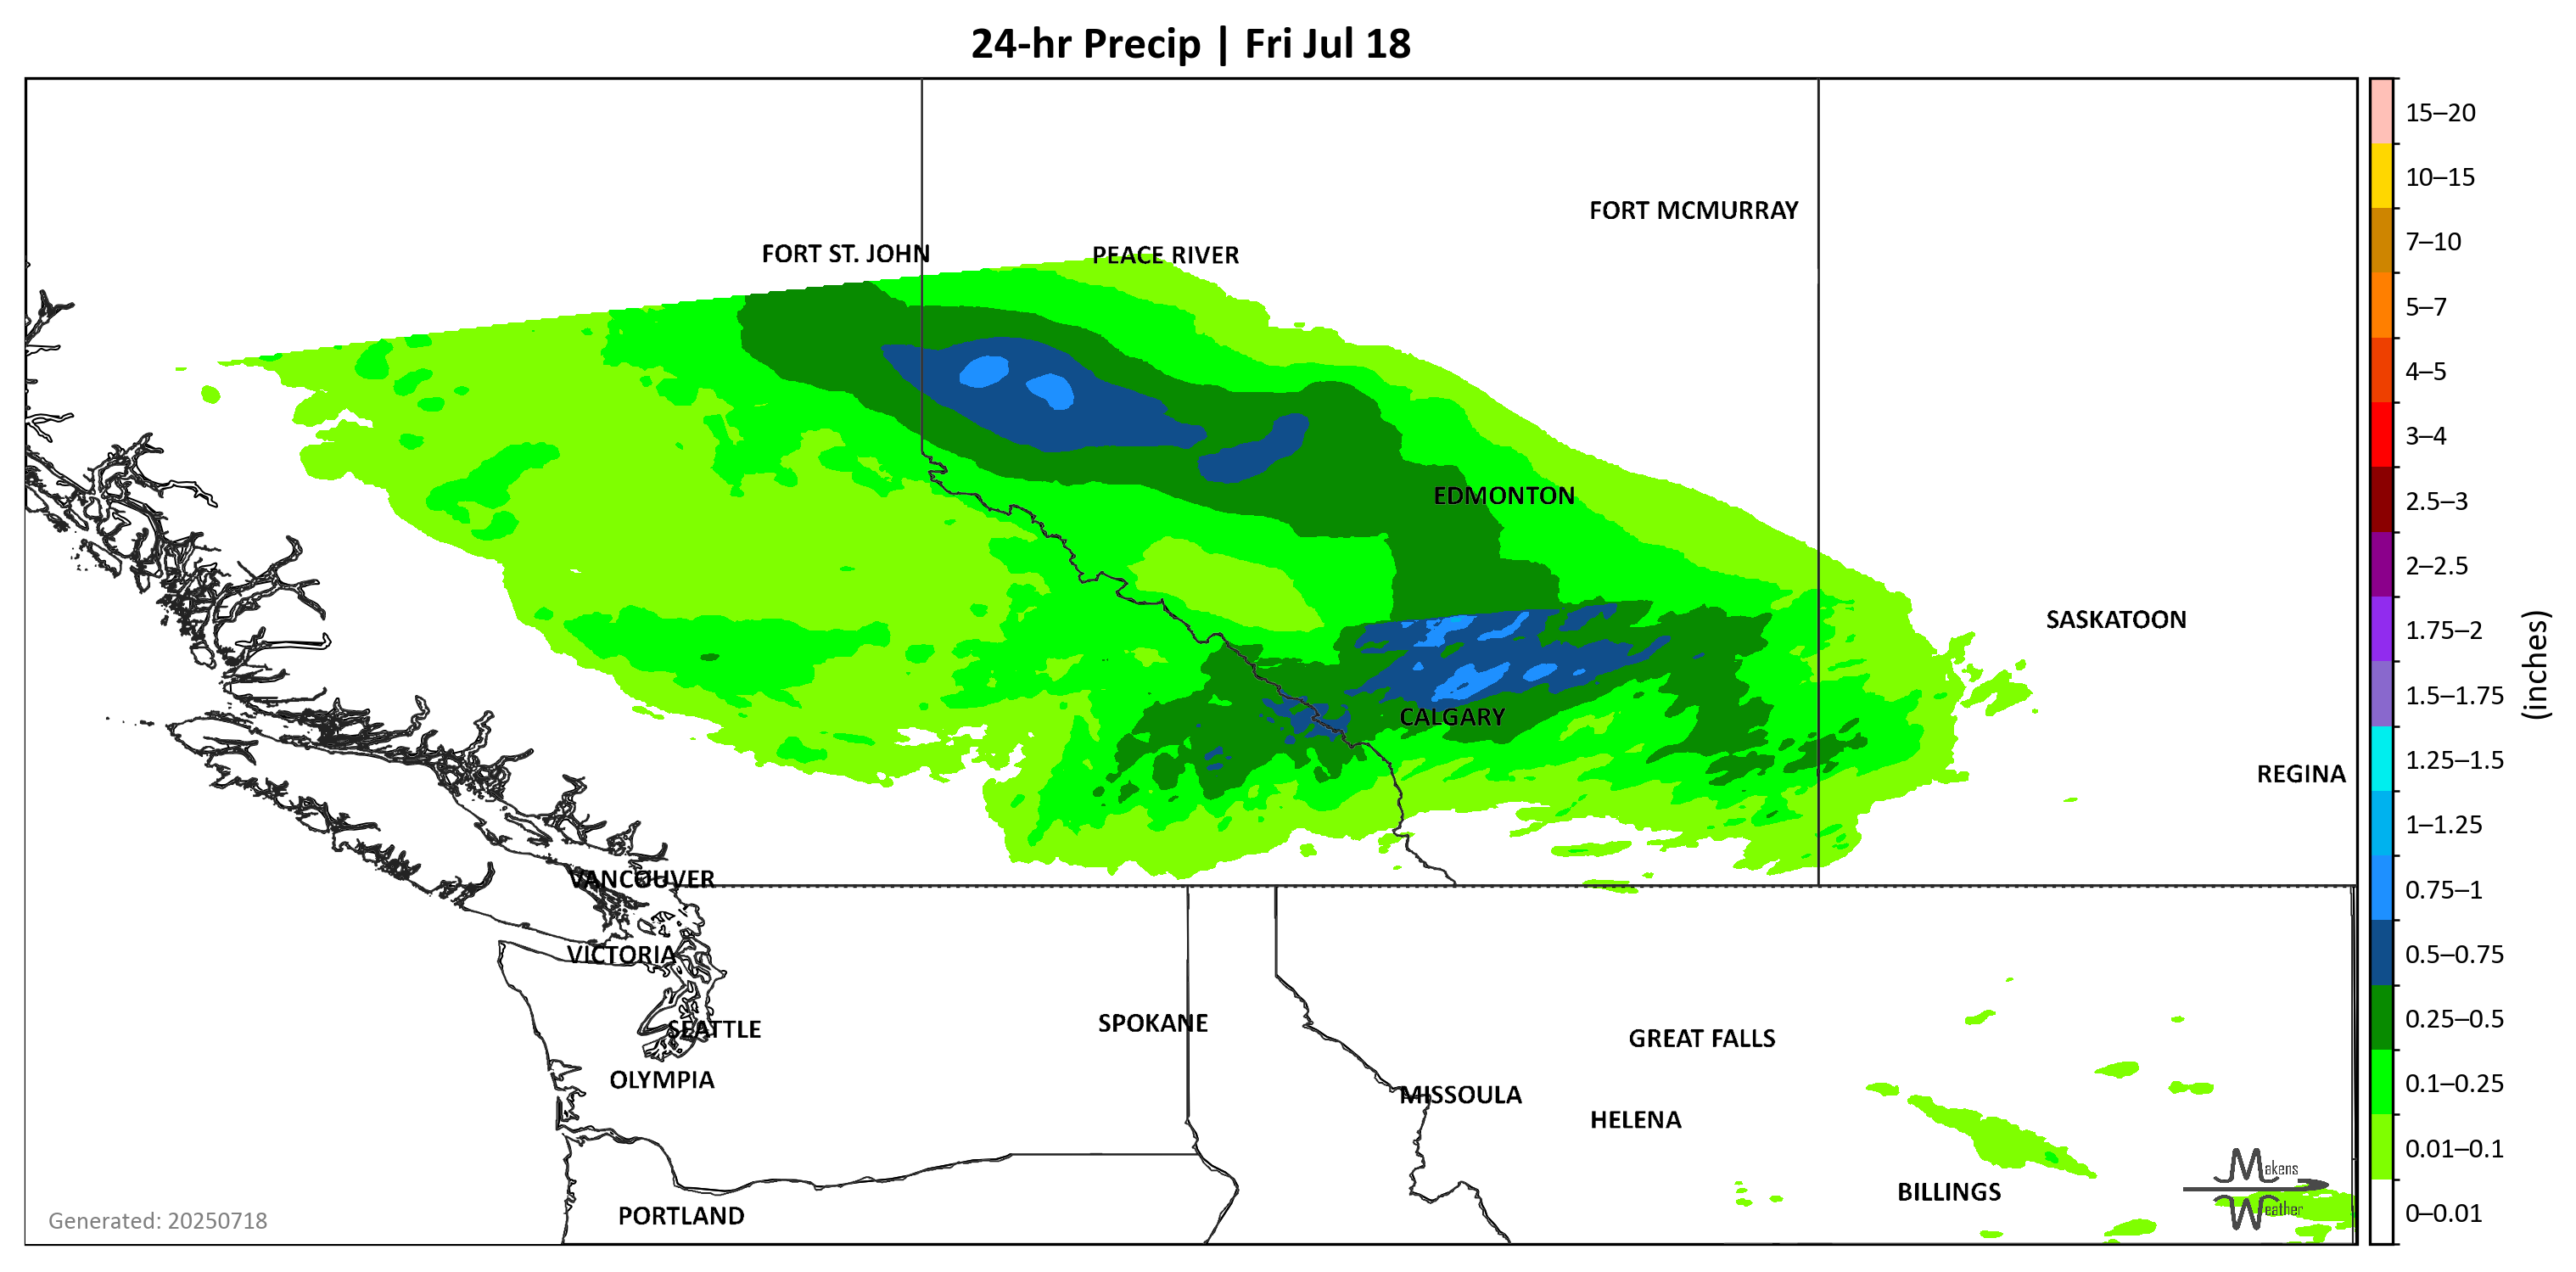 24-hr Precip | Fri Jul 18
15–20
10–15
FORT MCMURRAY
7–10
FORT ST. JOHN
PEACE RIVER
5–7
4–5
3–4
EDMONTON
2.5–3
2–2.5
SASKATOON
1.75–2
(inches)
1.5–1.75
CALGARY
1.25–1.5
REGINA
1–1.25
VANCOUVER
0.75–1
VICTORIA
0.5–0.75
SPOKANE
0.25–0.5
SEATTLE
GREAT FALLS
OLYMPIA
0.1–0.25
MISSOULA
HELENA
0.01–0.1
Makens
Weather
BILLINGS
PORTLAND
0–0.01
Generated: 20250718